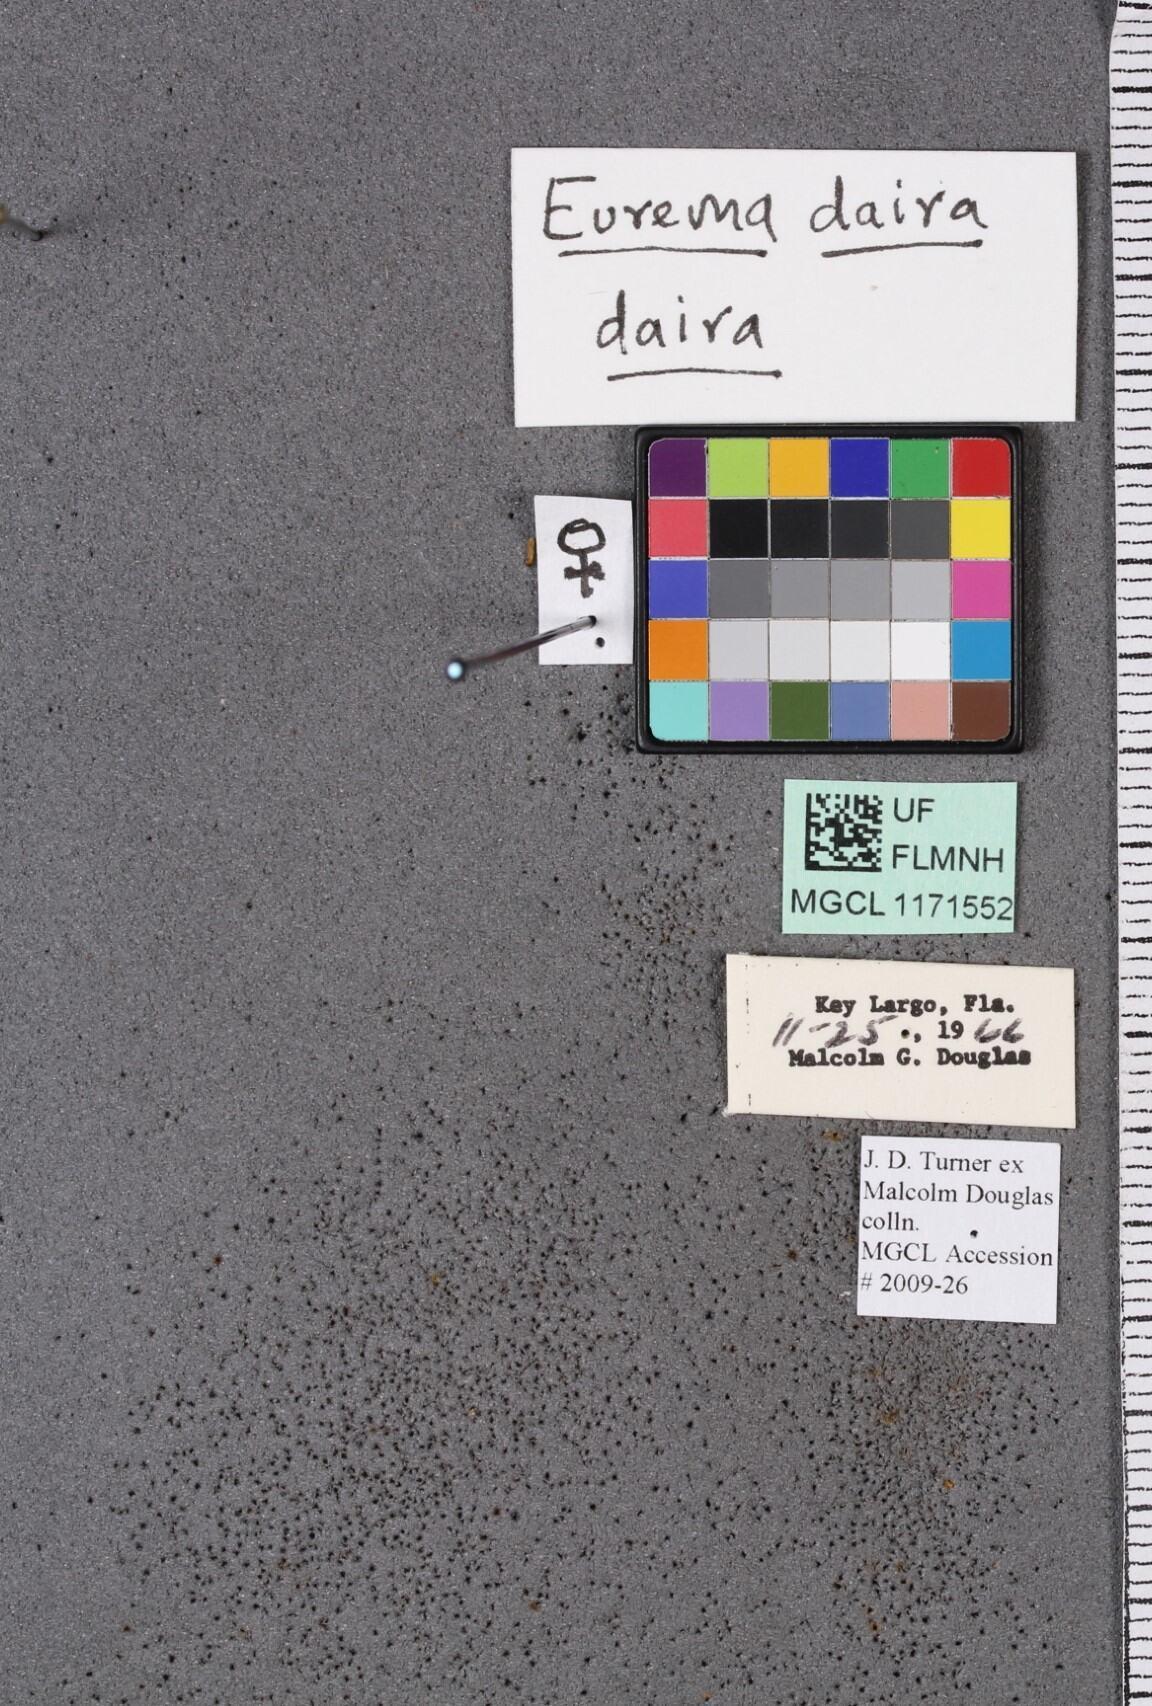 Eurema daira
daira
♀
UF
FLMNH
MGCL 1171552
Key Largo, Fla.
11-25., 1966
Malcolm G. Douglas
J. D. Turner ex
Malcolm Douglas
colln.
MGCL Accession
# 2009-26